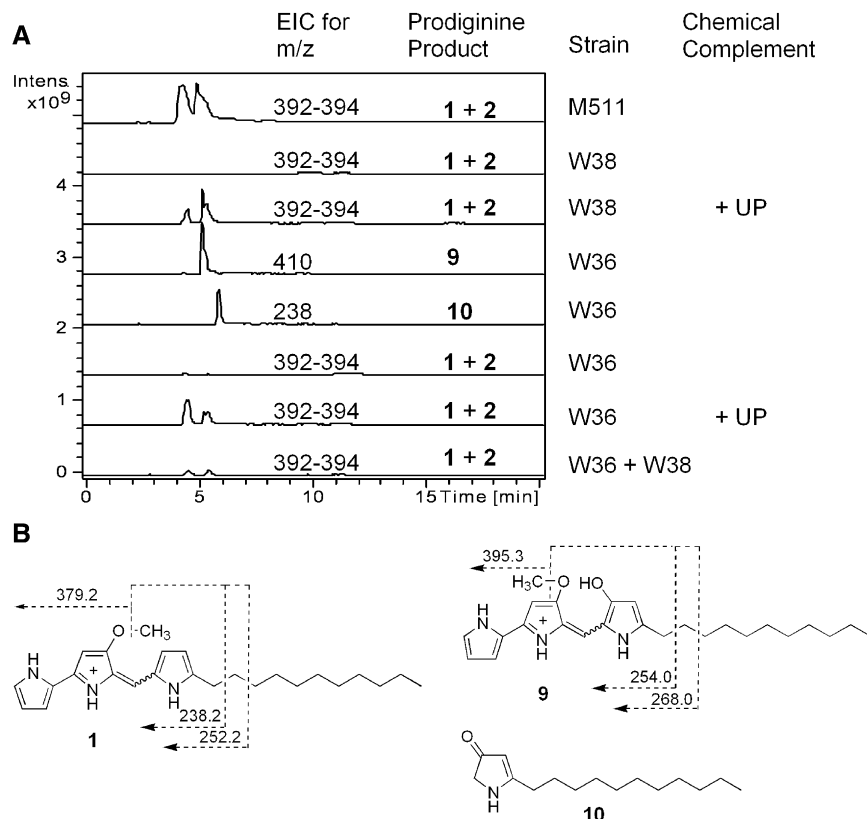 A
EIC for m/z
Prodiginine Product
Strain
Chemical Complement
Intens
x10⁹
392-394 1 + 2 M511
392-394 1 + 2 W38
4
392-394 1 + 2 W38 + UP
3
410 9 W36
238 10 W36
2
392-394 1 + 2 W36
1
392-394 1 + 2 W36 + UP
0
392-394 1 + 2 W36 + W38
0 5 10 15 Time [min]
B
379.2
O–CH₃
H
N
+
N
H
N
H
238.2
252.2
1
395.3
H₃C–O
HO
H
N
+
N
H
N
H
254.0
268.0
9
O
N
H
10